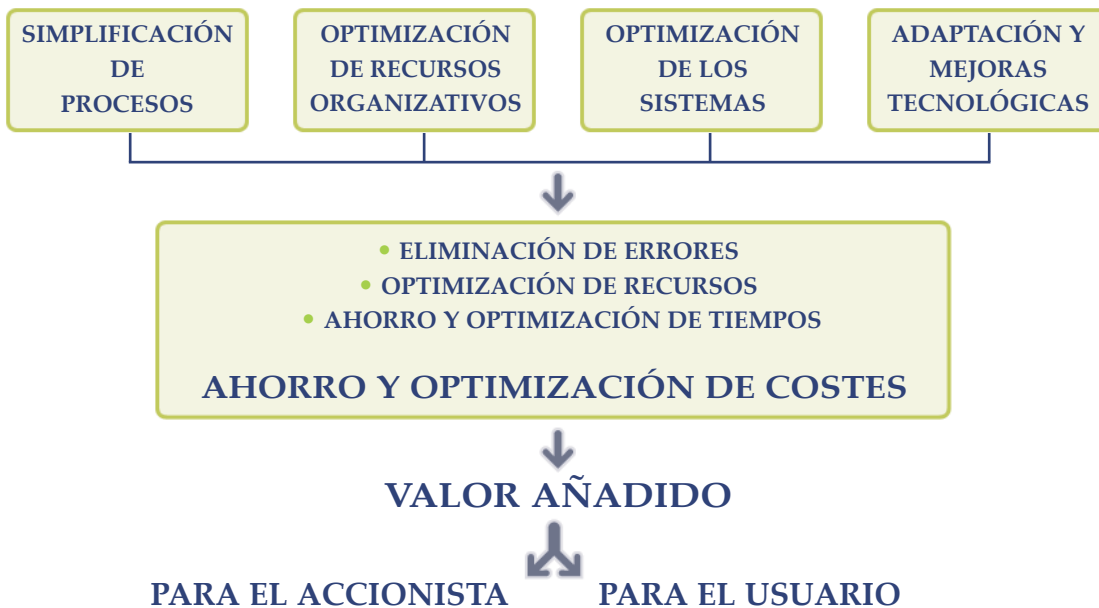 SIMPLIFICACIÓN
DE
PROCESOS
OPTIMIZACIÓN
DE RECURSOS
ORGANIZATIVOS
OPTIMIZACIÓN
DE LOS
SISTEMAS
ADAPTACIÓN Y
MEJORAS
TECNOLÓGICAS
• ELIMINACIÓN DE ERRORES
• OPTIMIZACIÓN DE RECURSOS
• AHORRO Y OPTIMIZACIÓN DE TIEMPOS
AHORRO Y OPTIMIZACIÓN DE COSTES
VALOR AÑADIDO
PARA EL ACCIONISTA
PARA EL USUARIO